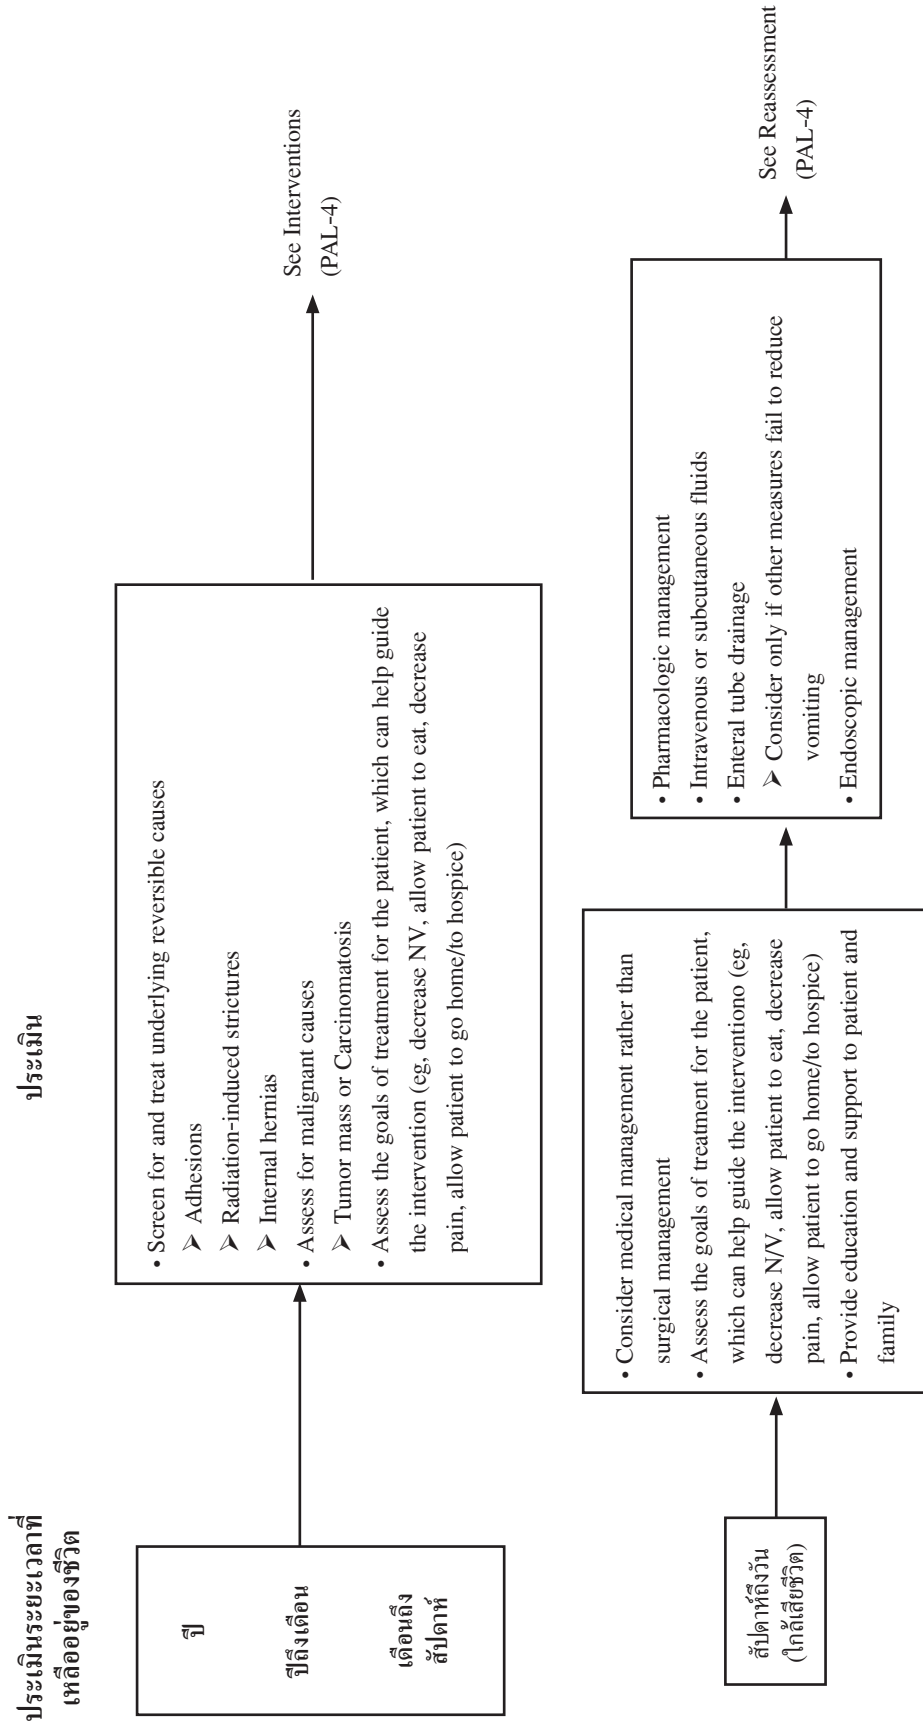 ประเมินระยะเวลาที่
เหลืออยู่ของชีวิต
ประเมิน
ปี
ปีถึงเดือน
เดือนถึง
สัปดาห์
• Screen for and treat underlying reversible causes
➢ Adhesions
➢ Radiation-induced strictures
➢ Internal hernias
• Assess for malignant causes
➢ Tumor mass or Carcinomatosis
• Assess the goals of treatment for the patient, which can help guide
the intervention (eg, decrease NV, allow patient to eat, decrease
pain, allow patient to go home/to hospice)
See Interventions
(PAL-4)
สัปดาห์ถึงวัน
(ใกล้เสียชีวิต)
• Consider medical management rather than
surgical management
• Assess the goals of treatment for the patient,
which can help guide the interventiono (eg,
decrease N/V, allow patient to eat, decrease
pain, allow patient to go home/to hospice)
• Provide education and support to patient and
family
• Pharmacologic management
• Intravenous or subcutaneous fluids
• Enteral tube drainage
➢ Consider only if other measures fail to reduce
vomiting
• Endoscopic management
See Reassessment
(PAL-4)